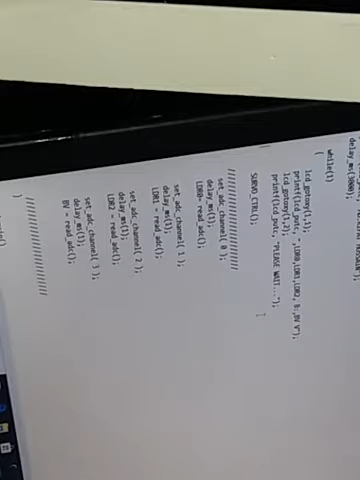 delay_ms(3000);
while(1)
{
lcd_gotoxy(1,1);
printf(lcd_putc, " LDR0,LDR1,LDR2, B:,BV V");
lcd_gotoxy(1,2);
printf(lcd_putc, "PLEASE WAIT...");
SERVO_CTRL();
////////////////////////
set_adc_channel( 0 );
delay_ms(1);
LDR0= read_adc();
set_adc_channel( 1 );
delay_ms(1);
LDR1 = read_adc();
set_adc_channel( 2 );
delay_ms(1);
LDR2 = read_adc();
set_adc_channel( 3 );
delay_ms(1);
BV = read_adc();
////////////////////////
}